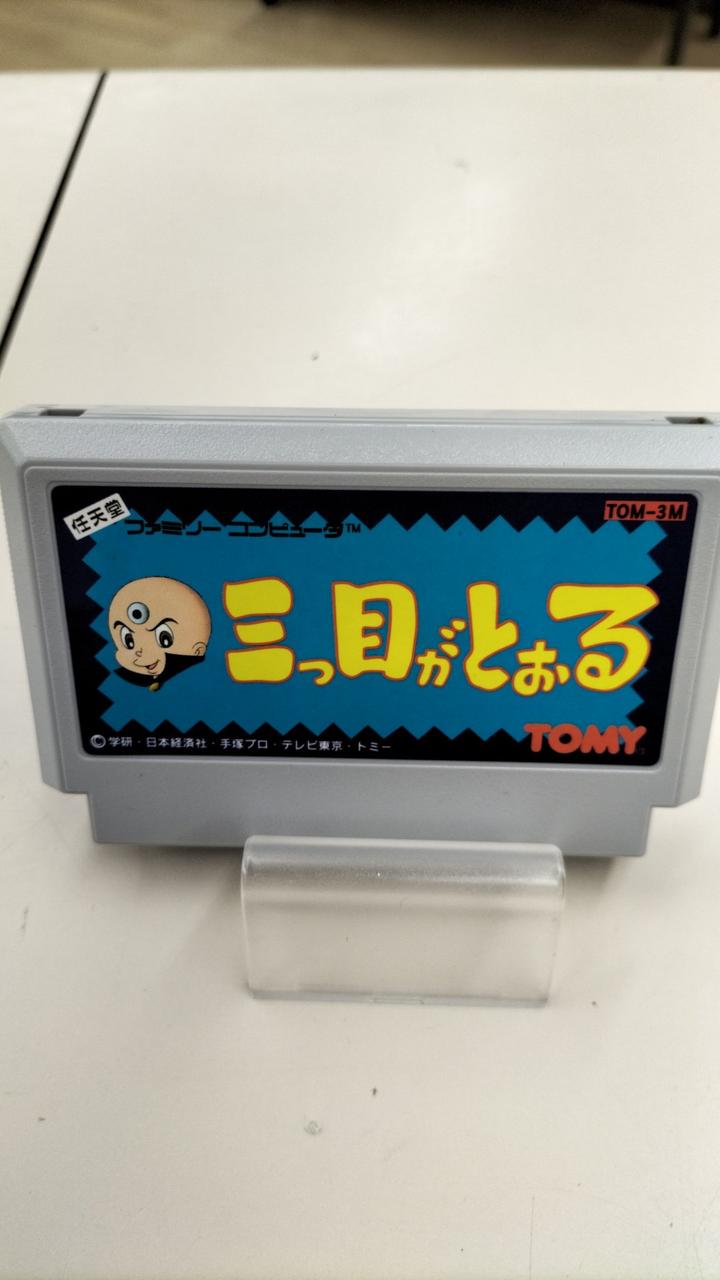 任天堂
ファミリーコンピュータ™
TOM-3M
三つ目がとおる
TOMY
©学研・日本経済社・手塚プロ・テレビ東京・トミー